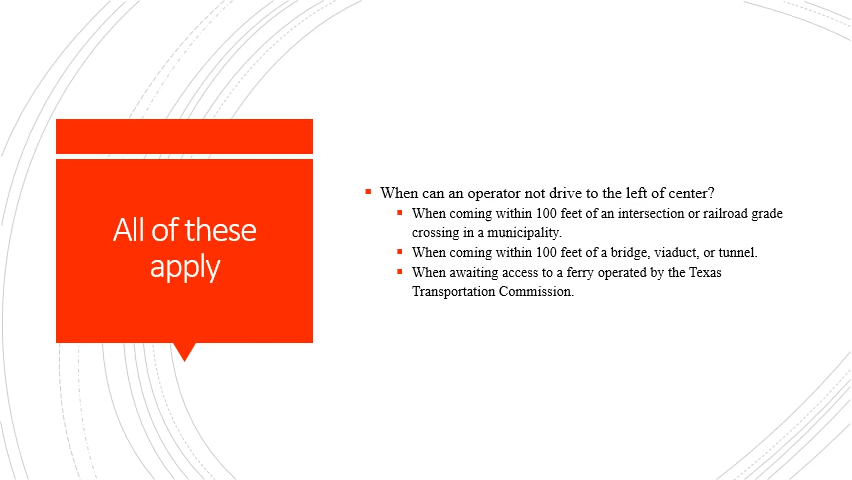 All of these
apply
When can an operator not drive to the left of center?
When coming within 100 feet of an intersection or railroad grade
crossing in a municipality.
When coming within 100 feet of a bridge, viaduct, or tunnel.
When awaiting access to a ferry operated by the Texas
Transportation Commission.